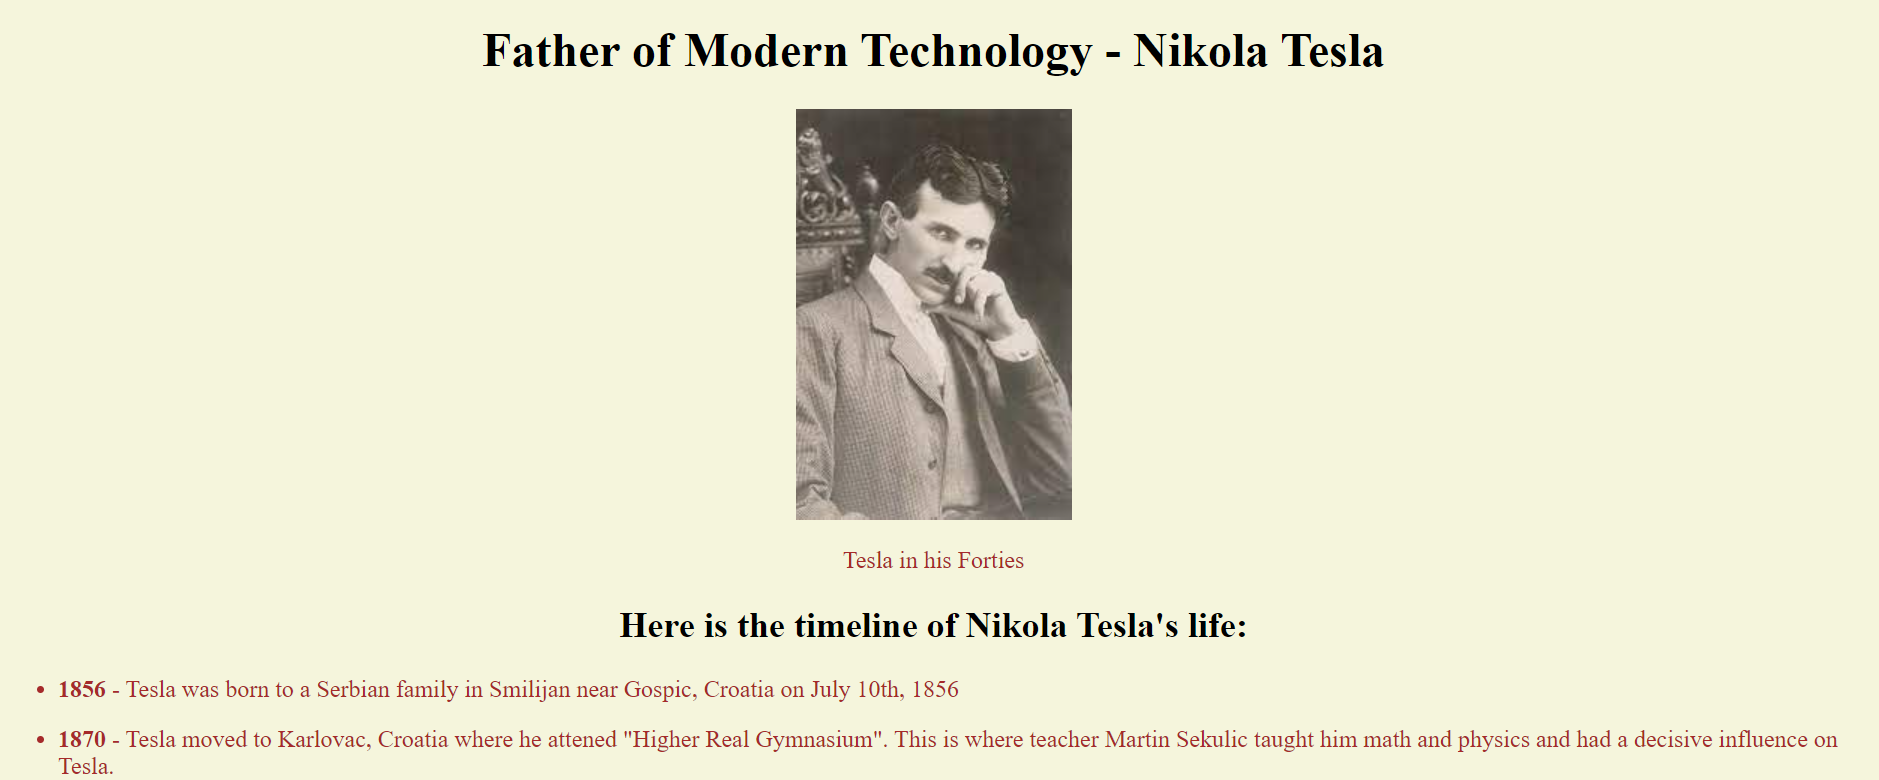 Father of Modern Technology - Nikola Tesla
Tesla in his Forties
Here is the timeline of Nikola Tesla's life:
• 1856 - Tesla was born to a Serbian family in Smilijan near Gospic, Croatia on July 10th, 1856
• 1870 - Tesla moved to Karlovac, Croatia where he attened "Higher Real Gymnasium". This is where teacher Martin Sekulic taught him math and physics and had a decisive influence on
Tesla.